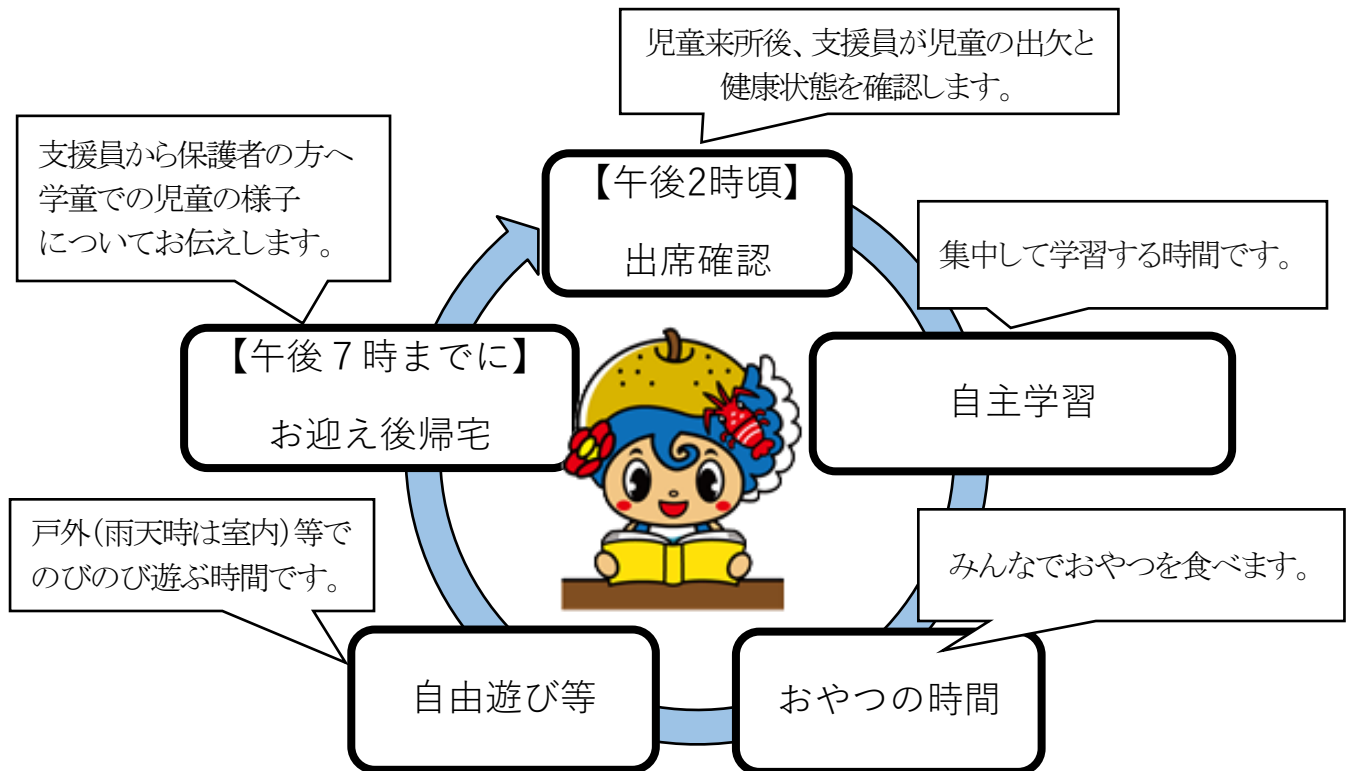 児童来所後、支援員が児童の出欠と
健康状態を確認します。
【午後2時頃】
出席確認
集中して学習する時間です。
自主学習
みんなでおやつを食べます。
おやつの時間
戸外(雨天時は室内)等で
のびのび遊ぶ時間です。
自由遊び等
支援員から保護者の方へ
学童での児童の様子
についてお伝えします。
【午後７時までに】
お迎え後帰宅